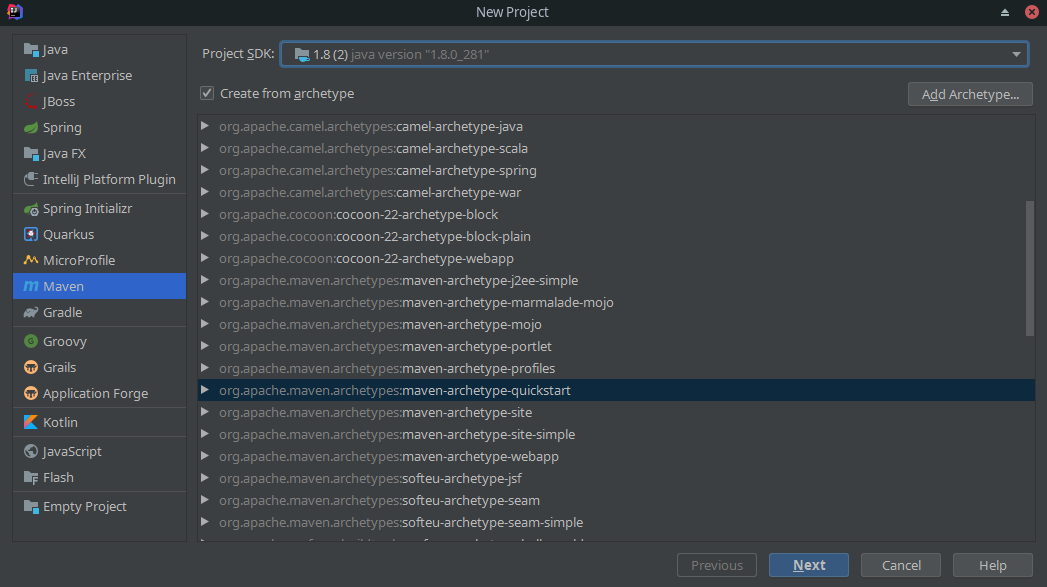 New Project
Java
Java Enterprise
JBoss
Spring
Java FX
IntelliJ Platform Plugin
Spring Initializr
Quarkus
MicroProfile
Maven
Gradle
Groovy
Grails
Application Forge
Kotlin
JavaScript
Flash
Empty Project
Project SDK: 1.8 (2) java version "1.8.0_281"
Create from archetype
Add Archetype...
org.apache.camel.archetypes:camel-archetype-java
org.apache.camel.archetypes:camel-archetype-scala
org.apache.camel.archetypes:camel-archetype-spring
org.apache.camel.archetypes:camel-archetype-war
org.apache.cocoon:cocoon-22-archetype-block
org.apache.cocoon:cocoon-22-archetype-block-plain
org.apache.cocoon:cocoon-22-archetype-webapp
org.apache.maven.archetypes:maven-archetype-j2ee-simple
org.apache.maven.archetypes:maven-archetype-marmalade-mojo
org.apache.maven.archetypes:maven-archetype-mojo
org.apache.maven.archetypes:maven-archetype-portlet
org.apache.maven.archetypes:maven-archetype-profiles
org.apache.maven.archetypes:maven-archetype-quickstart
org.apache.maven.archetypes:maven-archetype-site
org.apache.maven.archetypes:maven-archetype-site-simple
org.apache.maven.archetypes:maven-archetype-webapp
org.apache.maven.archetypes:softeu-archetype-jsf
org.apache.maven.archetypes:softeu-archetype-seam
org.apache.maven.archetypes:softeu-archetype-seam-simple
Previous
Next
Cancel
Help